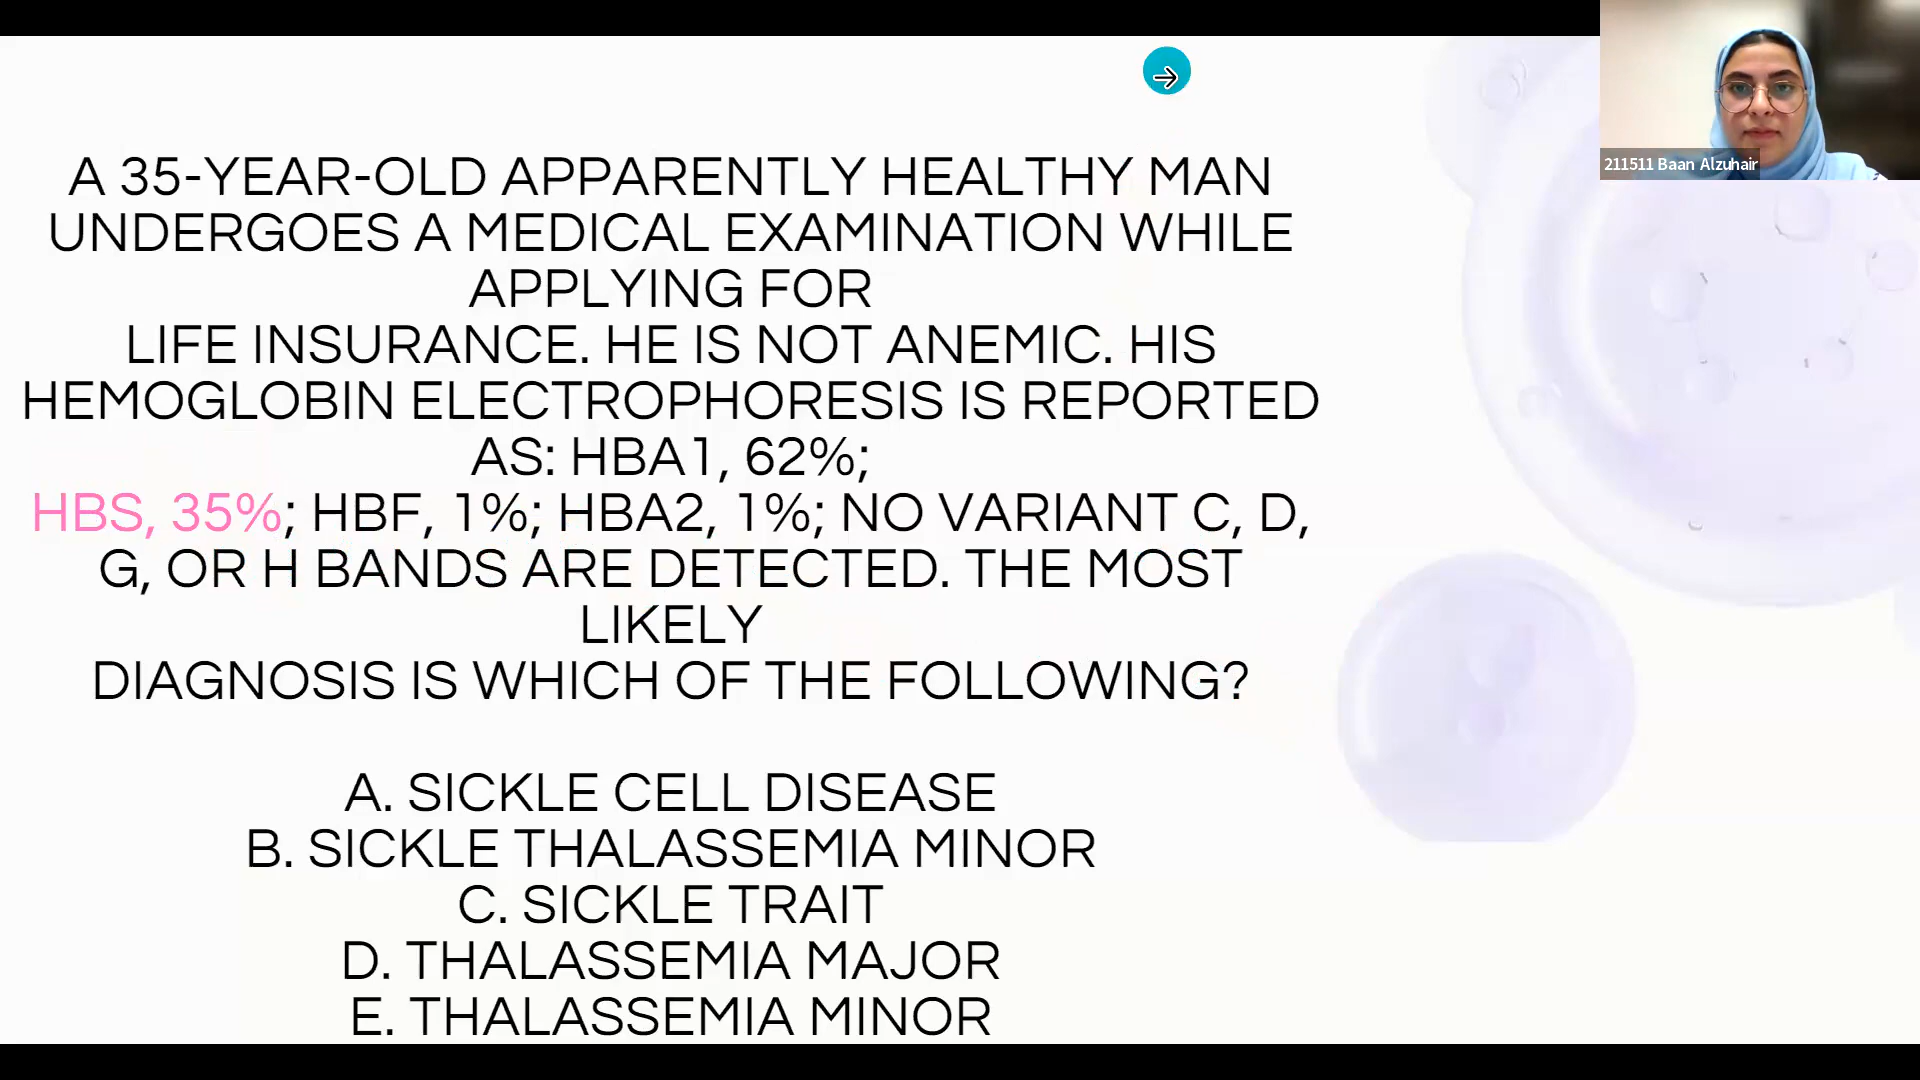 A 35-YEAR-OLD APPARENTLY HEALTHY MAN
UNDERGOES A MEDICAL EXAMINATION WHILE
APPLYING FOR
LIFE INSURANCE. HE IS NOT ANEMIC. HIS
HEMOGLOBIN ELECTROPHORESIS IS REPORTED
AS: HBA1, 62%;
HBS, 35%; HBF, 1%; HBA2, 1%; NO VARIANT C, D,
G, OR H BANDS ARE DETECTED. THE MOST
LIKELY
DIAGNOSIS IS WHICH OF THE FOLLOWING?
A. SICKLE CELL DISEASE
B. SICKLE THALASSEMIA MINOR
C. SICKLE TRAIT
D. THALASSEMIA MAJOR
E. THALASSEMIA MINOR
211511 Baan Alzuhair